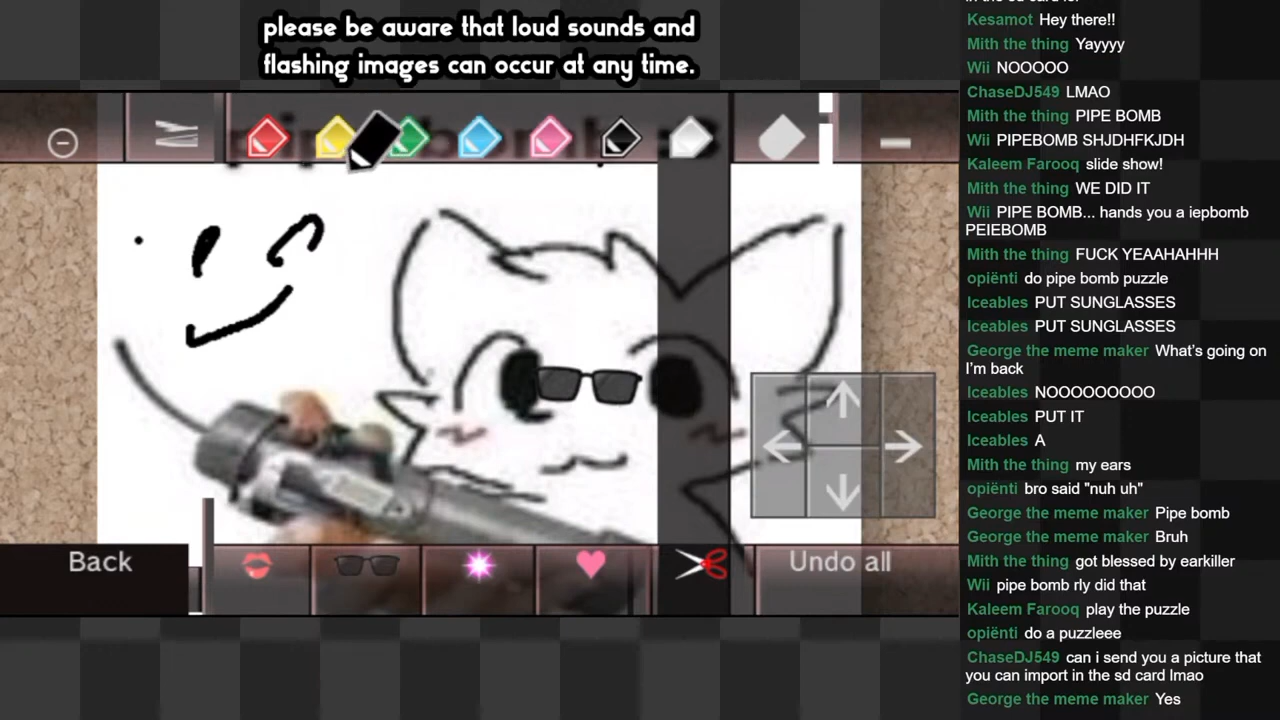 please be aware that loud sounds and
flashing images can occur at any time.
pipe bomb :3
Back
Undo all
Kesamot Hey there!!
Mith the thing Yayyyy
Wii NOOOOO
ChaseDJ549 LMAO
Mith the thing PIPE BOMB
Wii PIPEBOMB SHJDHFKJDH
Kaleem Farooq slide show!
Mith the thing WE DID IT
Wii PIPE BOMB... hands you a iepbomb
PEIEBOMB
Mith the thing FUCK YEAAHAHHH
opiënti do pipe bomb puzzle
Iceables PUT SUNGLASSES
Iceables PUT SUNGLASSES
George the meme maker What’s going on
I’m back
Iceables NOOOOOOOOO
Iceables PUT IT
Iceables A
Mith the thing my ears
opiënti bro said "nuh uh"
George the meme maker Pipe bomb
George the meme maker Bruh
Mith the thing got blessed by earkiller
Wii pipe bomb rly did that
Kaleem Farooq play the puzzle
opiënti do a puzzleee
ChaseDJ549 can i send you a picture that
you can import in the sd card lmao
George the meme maker Yes